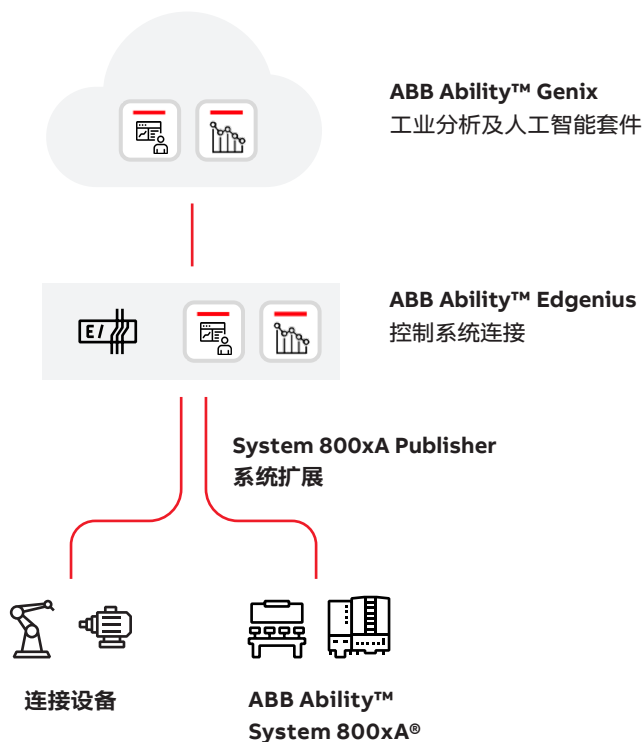 ABB Ability™ Genix
工业分析及人工智能套件
E/
ABB Ability™ Edgenius
控制系统连接
System 800xA Publisher
系统扩展
连接设备
ABB Ability™
System 800xA®